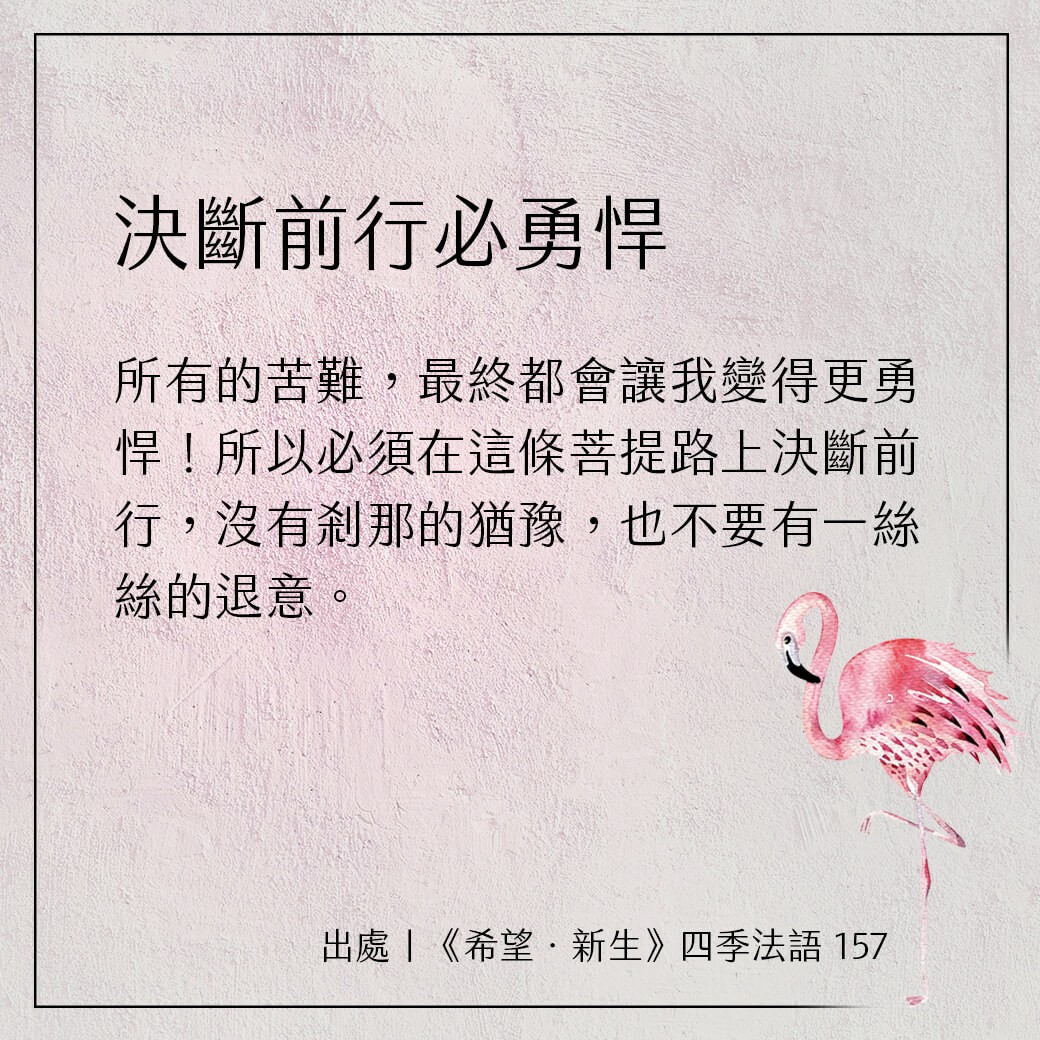 決斷前行必勇悍
所有的苦難，最終都會讓我變得更勇
悍！所以必須在這條菩提路上決斷前
行，沒有剎那的猶豫，也不要有一絲
絲的退意。
出處｜《希望．新生》四季法語 157